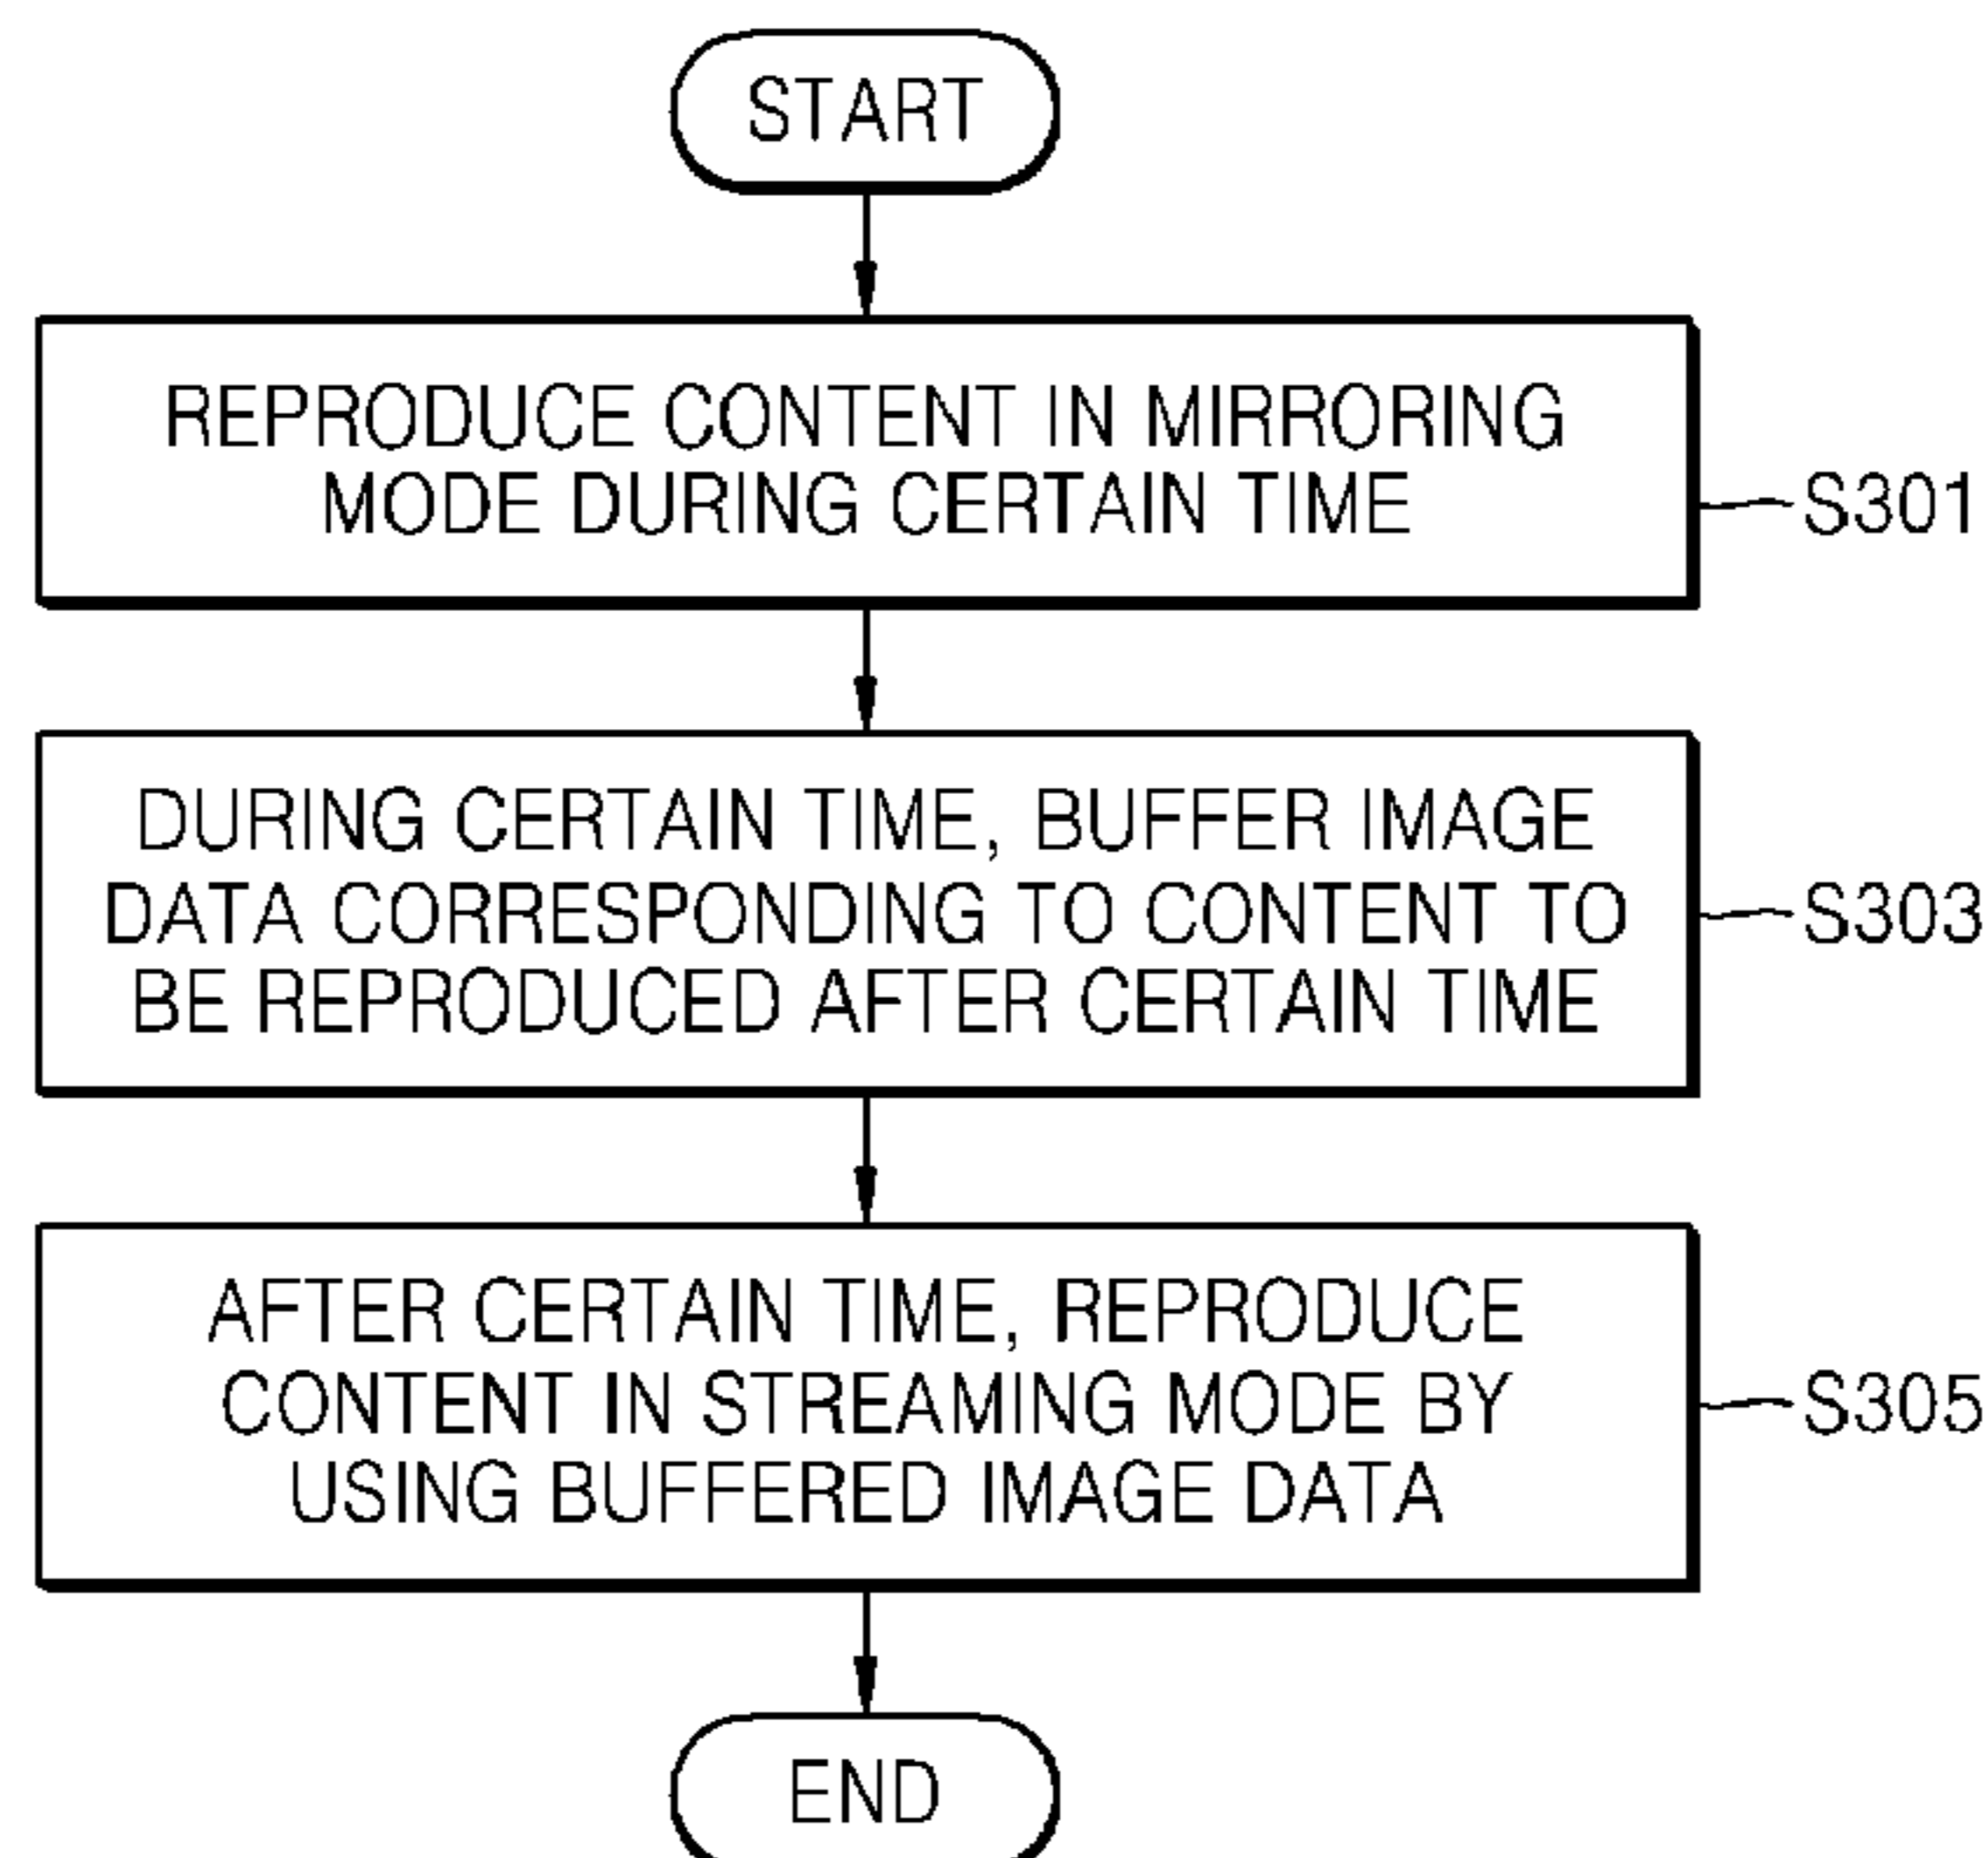 START
REPRODUCE CONTENT IN MIRRORING
MODE DURING CERTAIN TIME
S301
DURING CERTAIN TIME, BUFFER IMAGE
DATA CORRESPONDING TO CONTENT TO
BE REPRODUCED AFTER CERTAIN TIME
S303
AFTER CERTAIN TIME, REPRODUCE
CONTENT IN STREAMING MODE BY
USING BUFFERED IMAGE DATA
S305
END